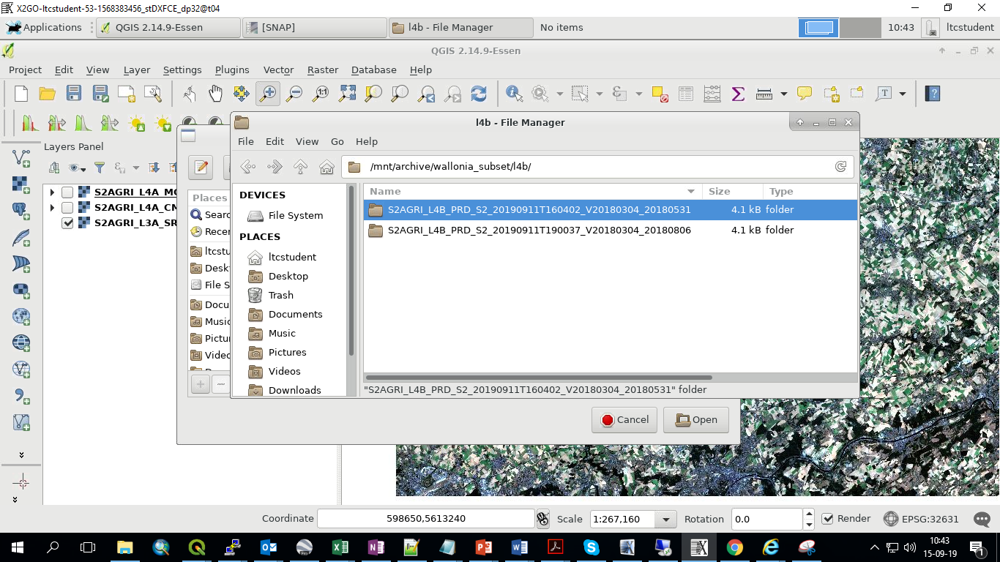 X2GO-ltcstudent-53-1568383456_stDXFCE_dp32@t04
Applications
QGIS 2.14.9-Essen
[SNAP]
l4b - File Manager
No items
10:43
ltcstudent
QGIS 2.14.9-Essen
Project Edit View Layer Settings Plugins Vector Raster Database Help
Layers Panel
S2AGRI_L4A_MC
S2AGRI_L4A_CM
S2AGRI_L3A_SR
Places
Searc
Recen
ltcstu
Deskt
File S
Docu
Music
Pictur
Video
l4b - File Manager
File Edit View Go Help
/mnt/archive/wallonia_subset/l4b/
DEVICES
File System
PLACES
ltcstudent
Desktop
Trash
Documents
Music
Pictures
Videos
Downloads
Name Size Type
S2AGRI_L4B_PRD_S2_20190911T160402_V20180304_20180531 4.1 kB folder
S2AGRI_L4B_PRD_S2_20190911T190037_V20180304_20180806 4.1 kB folder
"S2AGRI_L4B_PRD_S2_20190911T160402_V20180304_20180531" folder
Cancel
Open
Coordinate 598650,5613240 Scale 1:267,160 Rotation 0.0 Render EPSG:32631
10:43
15-09-19
1